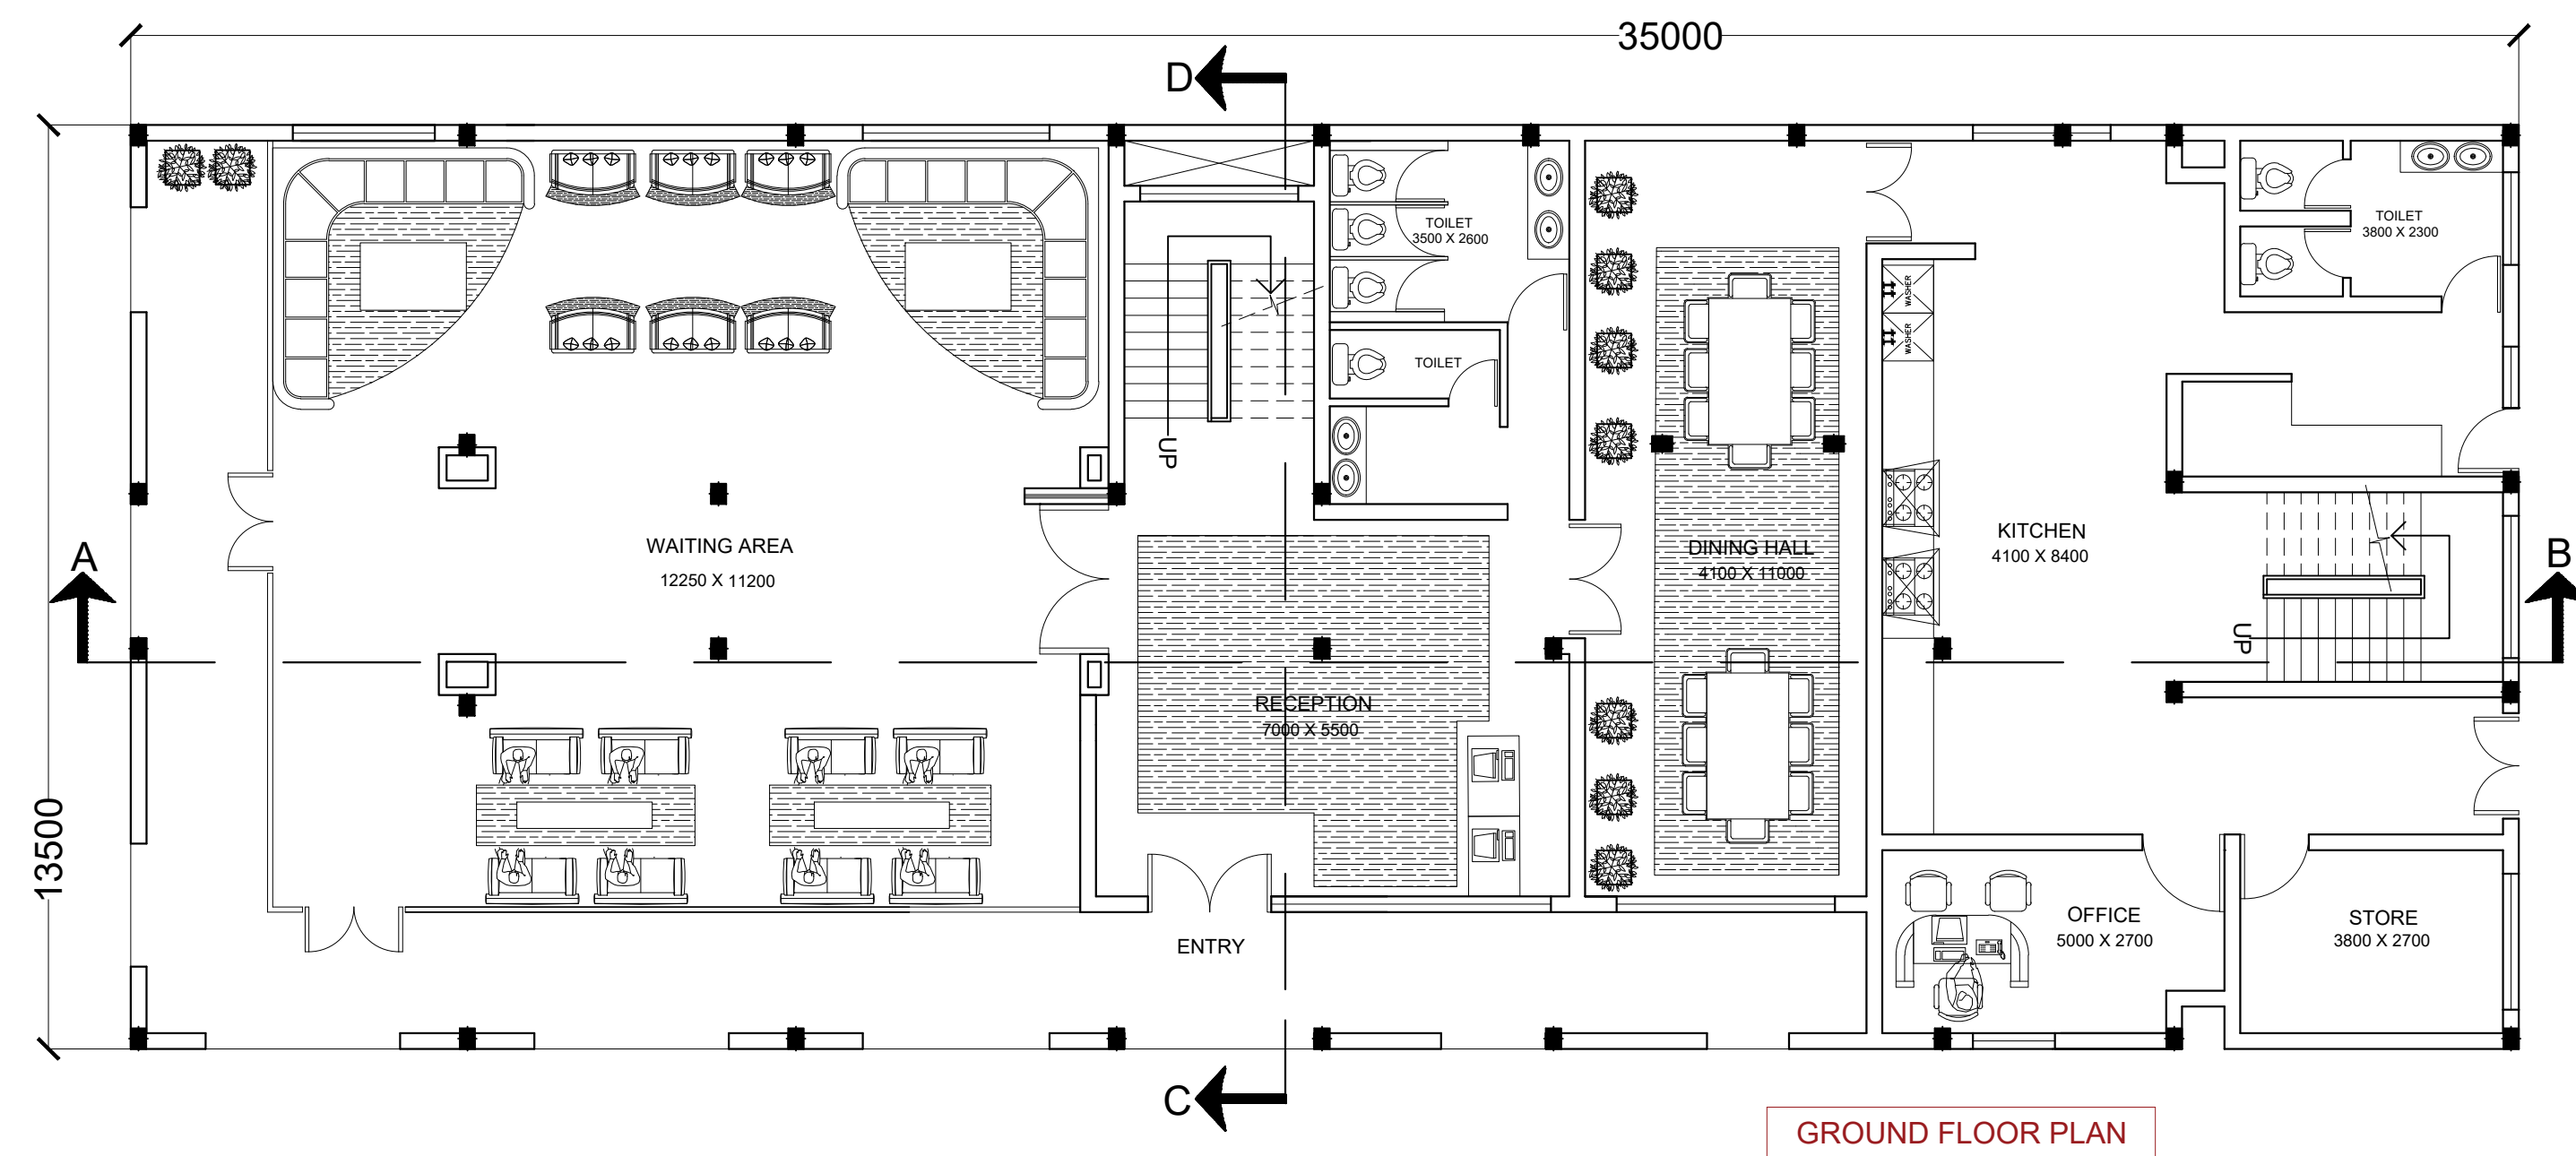 35000
D
TOILET
3500 X 2600
TOILET
3800 X 2300
WASHER
WASHER
TOILET
UP
A
WAITING AREA
12250 X 11200
DINING HALL
4100 X 11000
KITCHEN
4100 X 8400
B
UP
RECEPTION
7000 X 5500
13500
ENTRY
OFFICE
5000 X 2700
STORE
3800 X 2700
C
GROUND FLOOR PLAN